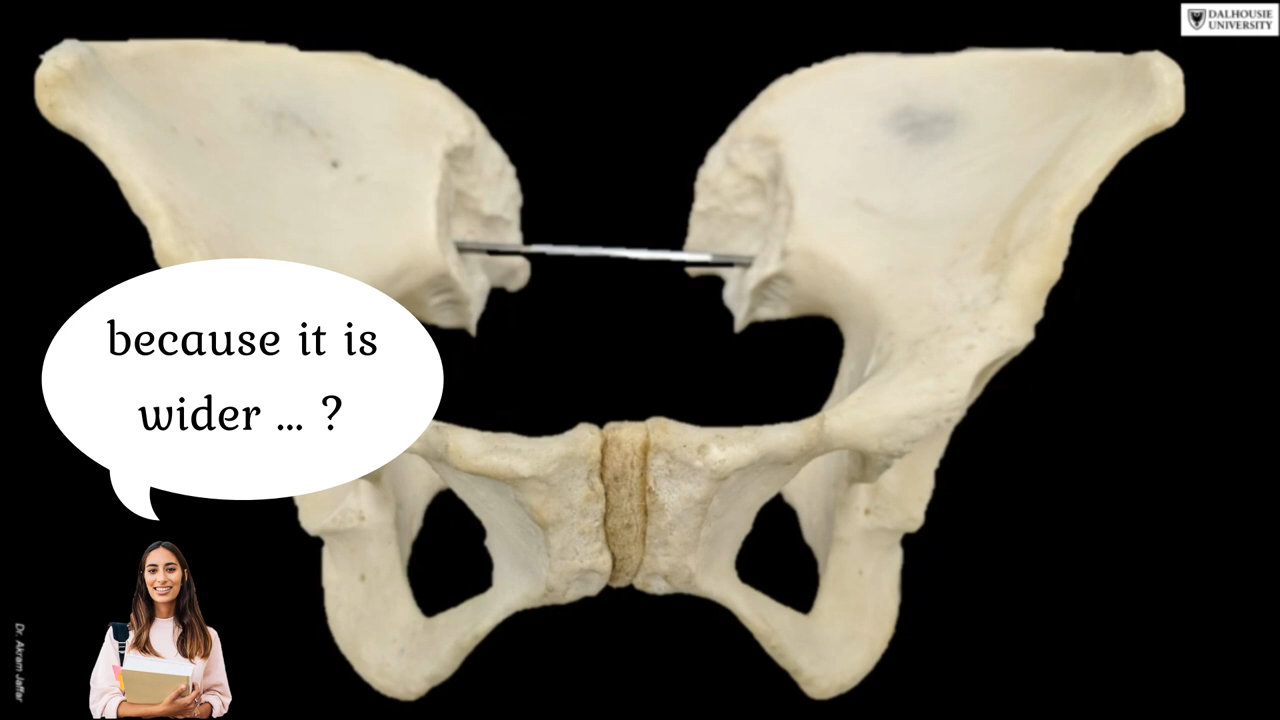 DALHOUSIE
UNIVERSITY
because it is
wider ... ?
Dr. Akram Jaffar